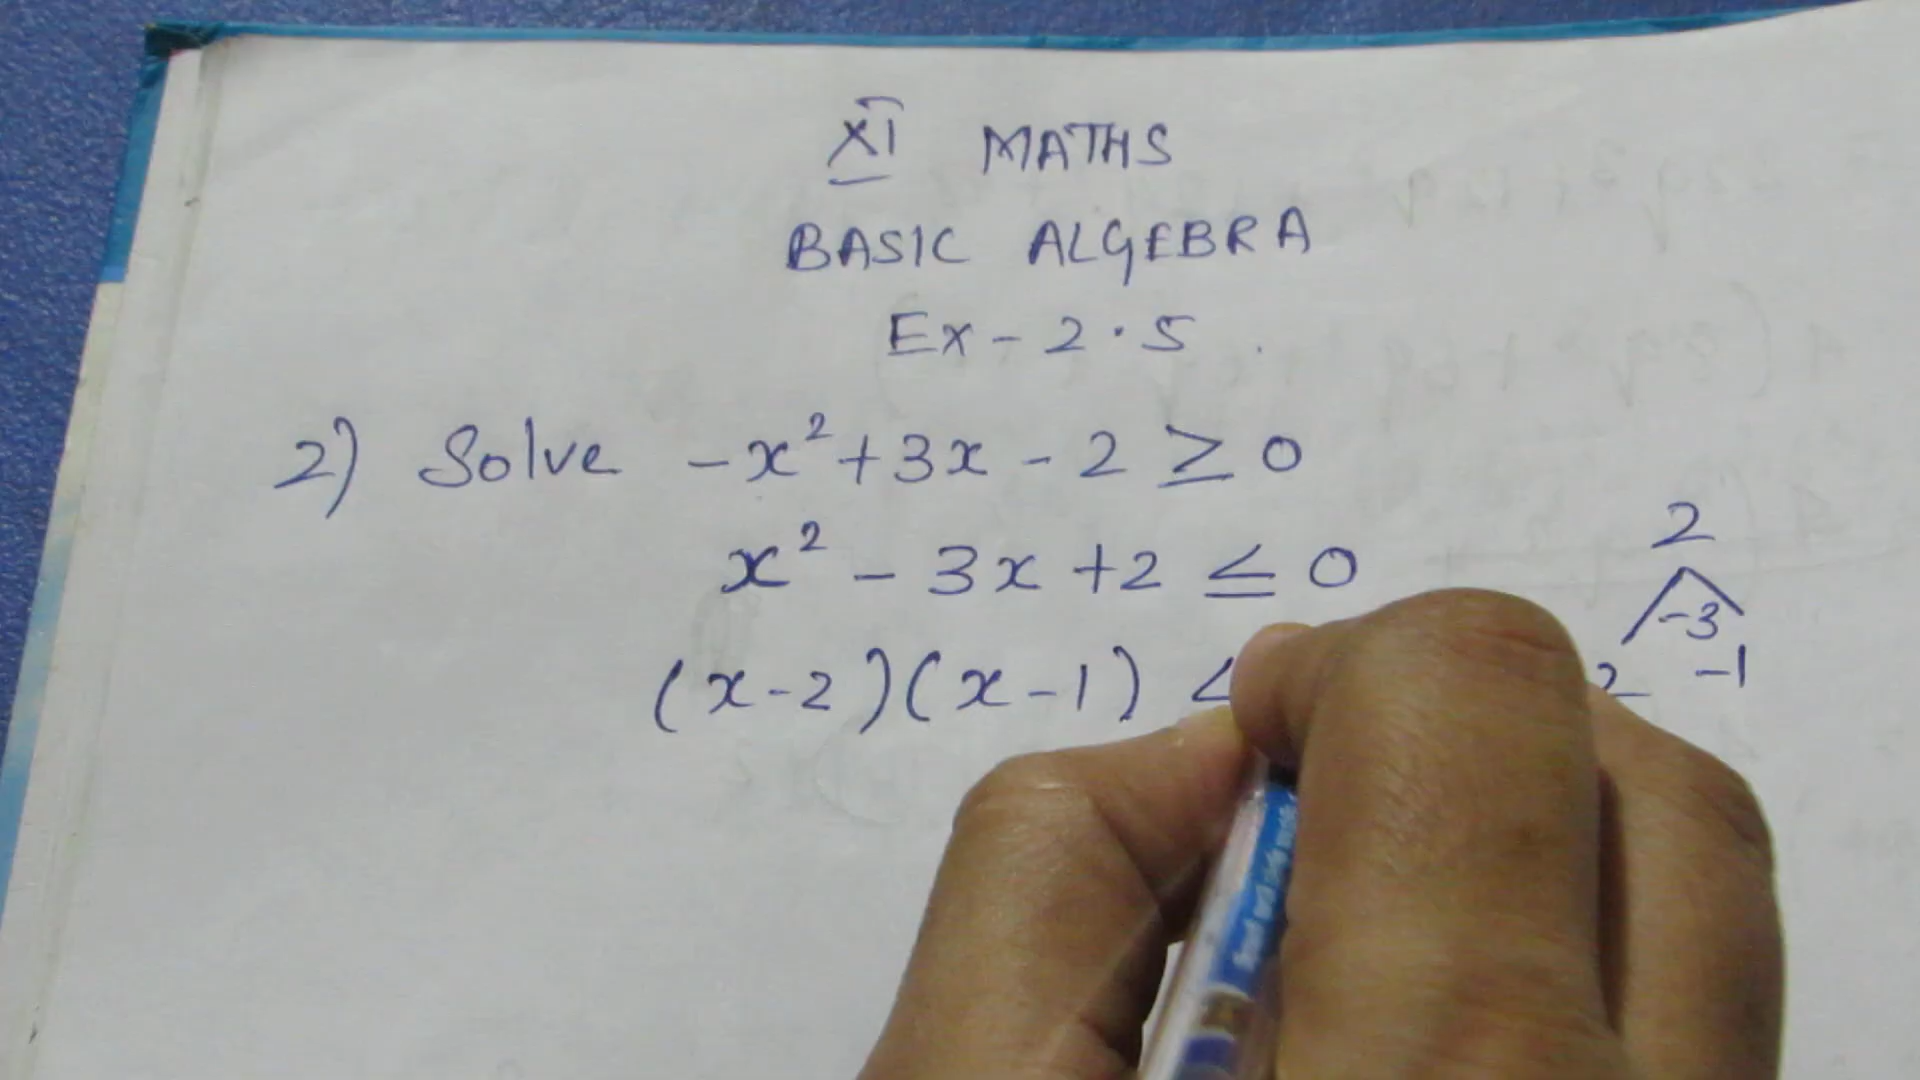 XI MATHS
BASIC ALGEBRA
Ex - 2.5.
2) Solve -x² + 3x - 2 ≥ 0
x² - 3x + 2 ≤ 0
2
-3
2 -1
(x-2)(x-1) <